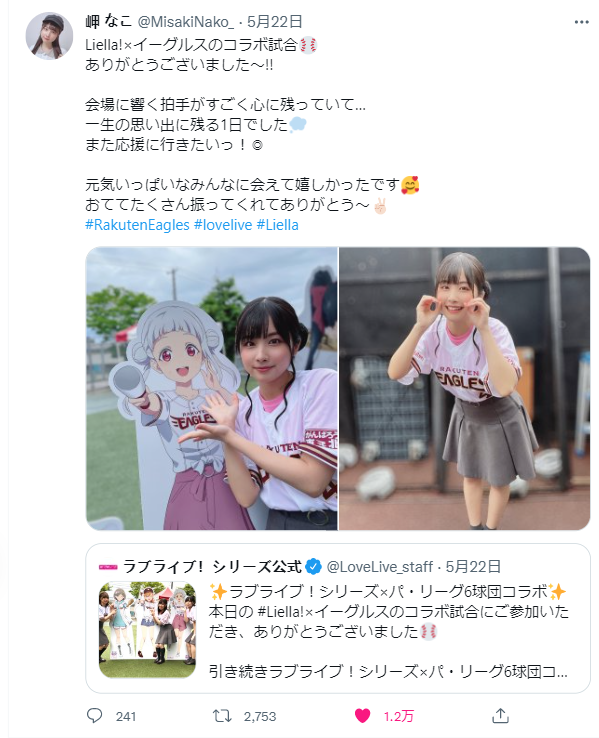 岬 なこ @MisakiNako_ · 5月22日
Liella!×イーグルスのコラボ試合⚾
ありがとうございました〜!!
会場に響く拍手がすごく心に残っていて...
一生の思い出に残る1日でした💭
また応援に行きたいっ！☺
元気いっぱいなみんなに会えて嬉しかったです🥰
おててたくさん振ってくれてありがとう〜✌🏻
#RakutenEagles #lovelive #Liella
RAKUTEN
EAGLES
RAKUTEN
がんばろう
東北
RAKUTEN
EAGLES
ラブライブ！シリーズ公式 @LoveLive_staff · 5月22日
✨ラブライブ！シリーズ×パ・リーグ6球団コラボ✨
本日の #Liella!×イーグルスのコラボ試合にご参加いた
だき、ありがとうございました⚾
引き続きラブライブ！シリーズ×パ・リーグ6球団コ...
241 2,753 1.2万